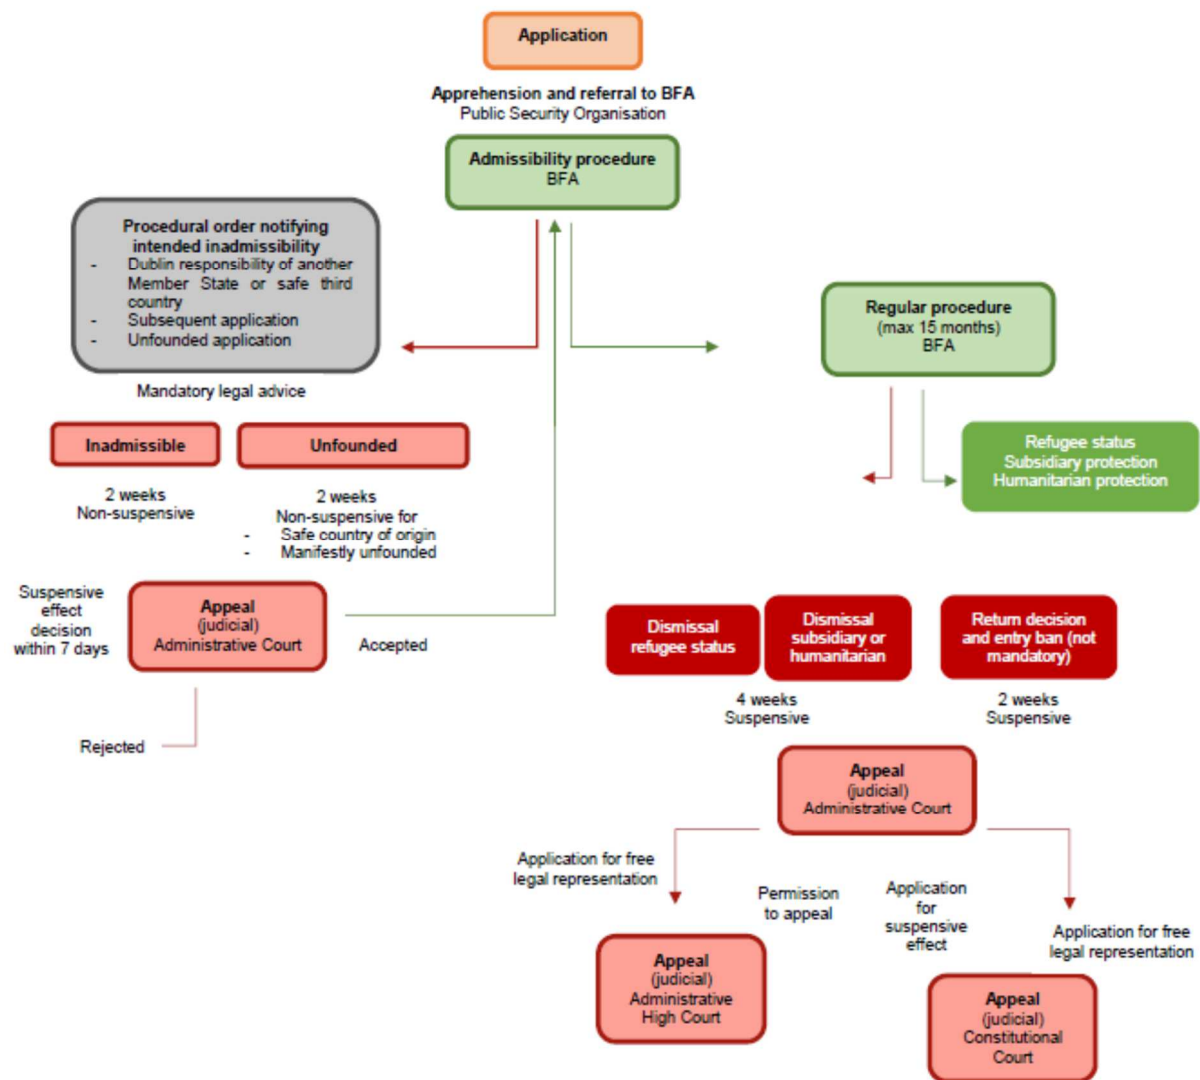 Application
Apprehension and referral to BFA
Public Security Organisation
Admissibility procedure
BFA
Procedural order notifying
intended inadmissibility
- Dublin responsibility of another
Member State or safe third
country
- Subsequent application
- Unfounded application
Mandatory legal advice
Regular procedure
(max 15 months)
BFA
Inadmissible
Unfounded
Refugee status
Subsidiary protection
Humanitarian protection
2 weeks
Non-suspensive
2 weeks
Non-suspensive for
- Safe country of origin
- Manifestly unfounded
Suspensive
effect
decision
within 7 days
Appeal
(judicial)
Administrative Court
Accepted
Rejected
Dismissal
refugee status
Dismissal
subsidiary or
humanitarian
Return decision
and entry ban (not
mandatory)
4 weeks
Suspensive
2 weeks
Suspensive
Appeal
(judicial)
Administrative Court
Application for free
legal representation
Permission
to appeal
Application
for
suspensive
effect
Application for free
legal representation
Appeal
(judicial)
Administrative
High Court
Appeal
(judicial)
Constitutional
Court